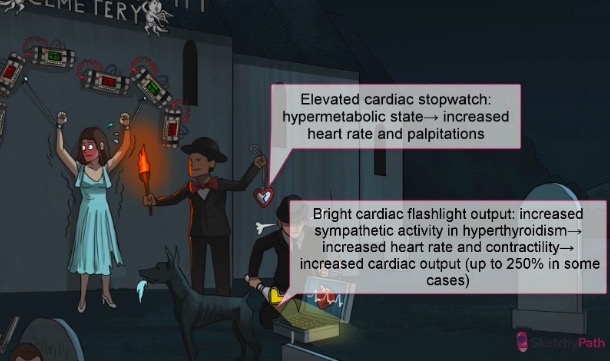 CEMETERY
Elevated cardiac stopwatch:
hypermetabolic state→ increased
heart rate and palpitations
Bright cardiac flashlight output: increased
sympathetic activity in hyperthyroidism→
increased heart rate and contractility→
increased cardiac output (up to 250% in some
cases)
SketchyPath